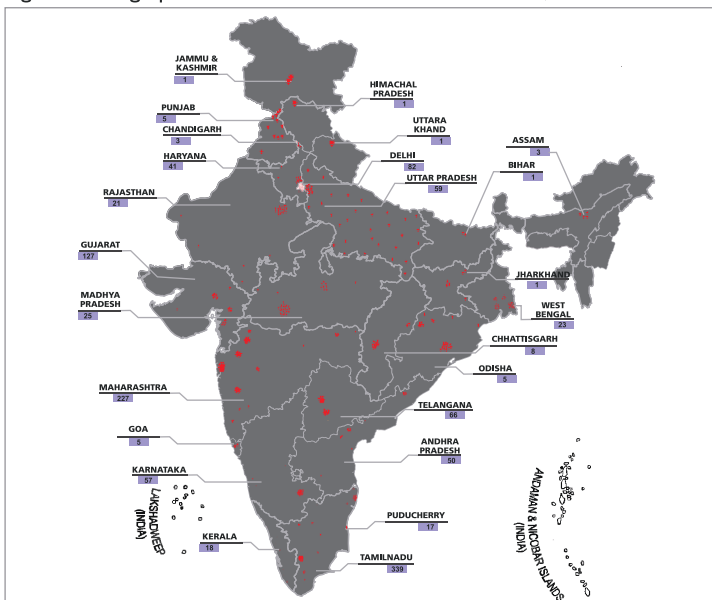 JAMMU &
KASHMIR
1
HIMACHAL
PRADESH
1
PUNJAB
5
CHANDIGARH
3
UTTARA
KHAND
1
HARYANA
41
DELHI
82
ASSAM
3
BIHAR
1
UTTAR PRADESH
59
RAJASTHAN
21
GUJARAT
127
JHARKHAND
1
MADHYA
PRADESH
25
WEST
BENGAL
23
CHHATTISGARH
8
ODISHA
5
MAHARASHTRA
227
TELANGANA
66
GOA
5
ANDHRA
PRADESH
50
KARNATAKA
57
LAKSHADWEEP
(INDIA)
ANDAMAN & NICOBAR ISLANDS
(INDIA)
PUDUCHERRY
17
KERALA
18
TAMILNADU
339